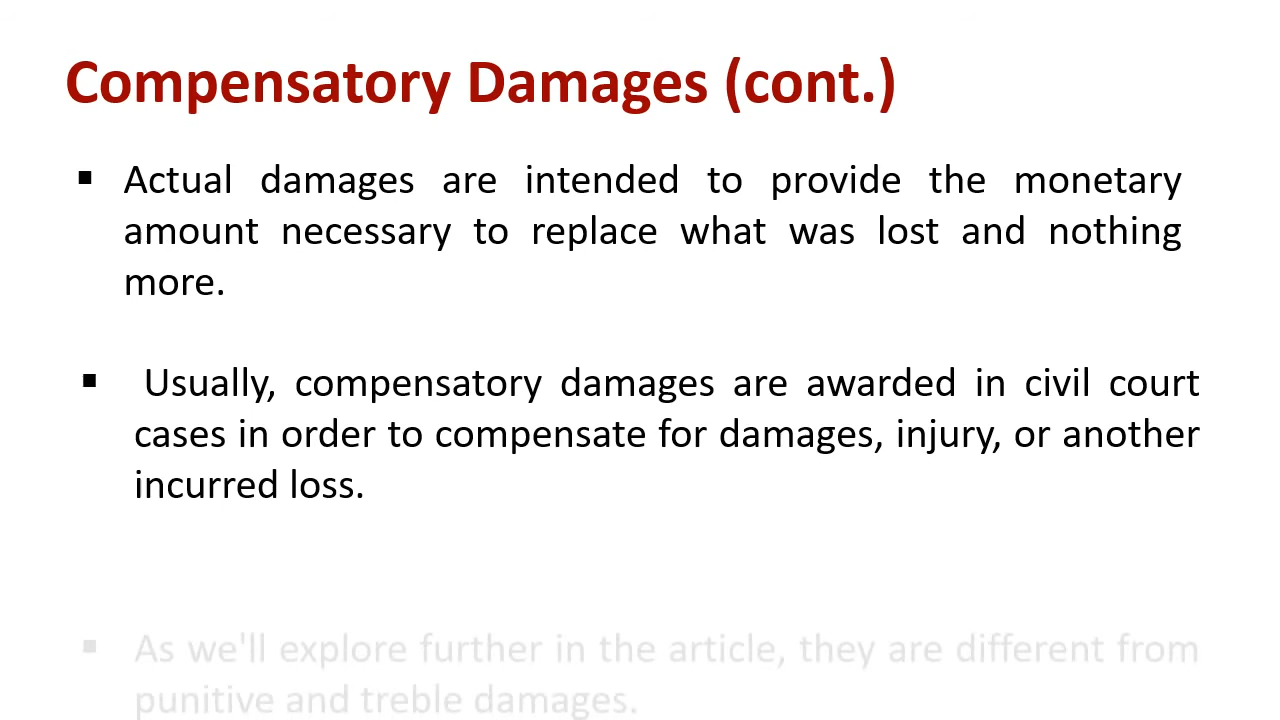 Compensatory Damages (cont.)
▪ Actual damages are intended to provide the monetary
amount necessary to replace what was lost and nothing
more.
▪ Usually, compensatory damages are awarded in civil court
cases in order to compensate for damages, injury, or another
incurred loss.
▪ As we'll explore further in the article, they are different from
punitive and treble damages.